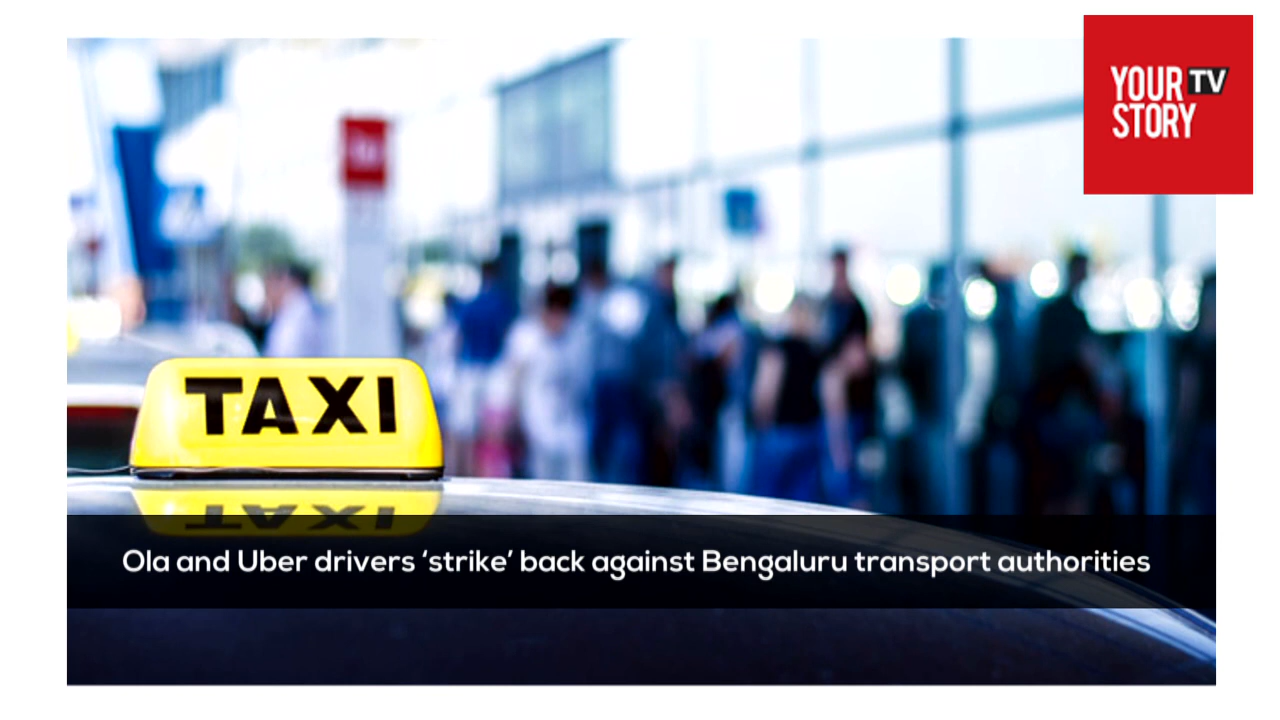 YOUR TV
STORY
TAXI
Ola and Uber drivers ‘strike’ back against Bengaluru transport authorities